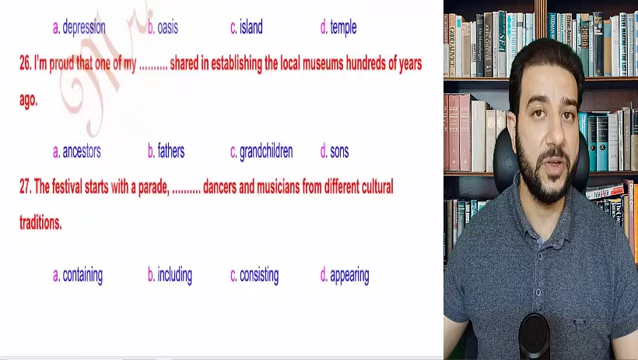 a. depression b. oasis c. island d. temple
26. I'm proud that one of my .......... shared in establishing the local museums hundreds of years
ago.
a. ancestors b. fathers c. grandchildren d. sons
27. The festival starts with a parade, ......... dancers and musicians from different cultural
traditions.
a. containing b. including c. consisting d. appearing